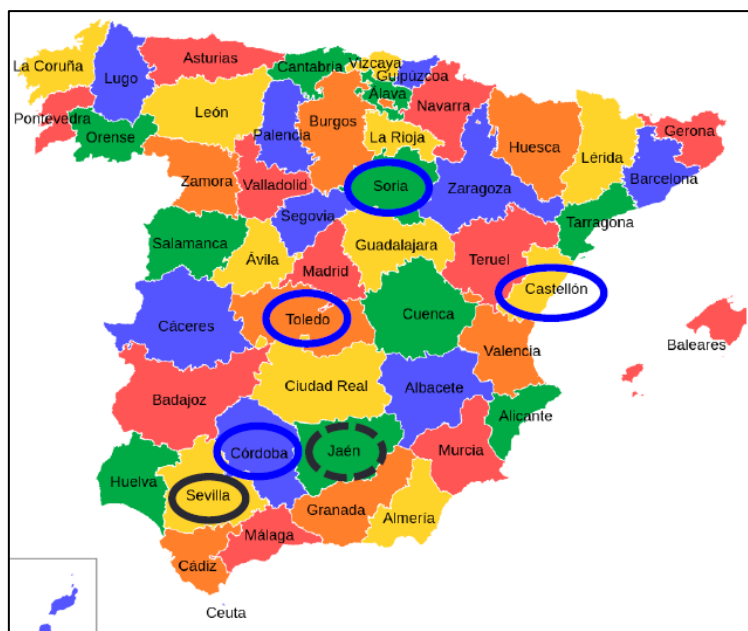 La Coruña
Lugo
Asturias
Cantabria
Vizcaya
Guipúzcoa
Álava
Navarra
Pontevedra
Orense
León
Palencia
Burgos
La Rioja
Huesca
Lérida
Gerona
Barcelona
Zamora
Valladolid
Soria
Zaragoza
Tarragona
Segovia
Salamanca
Ávila
Madrid
Guadalajara
Teruel
Castellón
Cáceres
Toledo
Cuenca
Valencia
Baleares
Badajoz
Ciudad Real
Albacete
Alicante
Córdoba
Jaén
Murcia
Huelva
Sevilla
Granada
Almería
Málaga
Cádiz
Ceuta